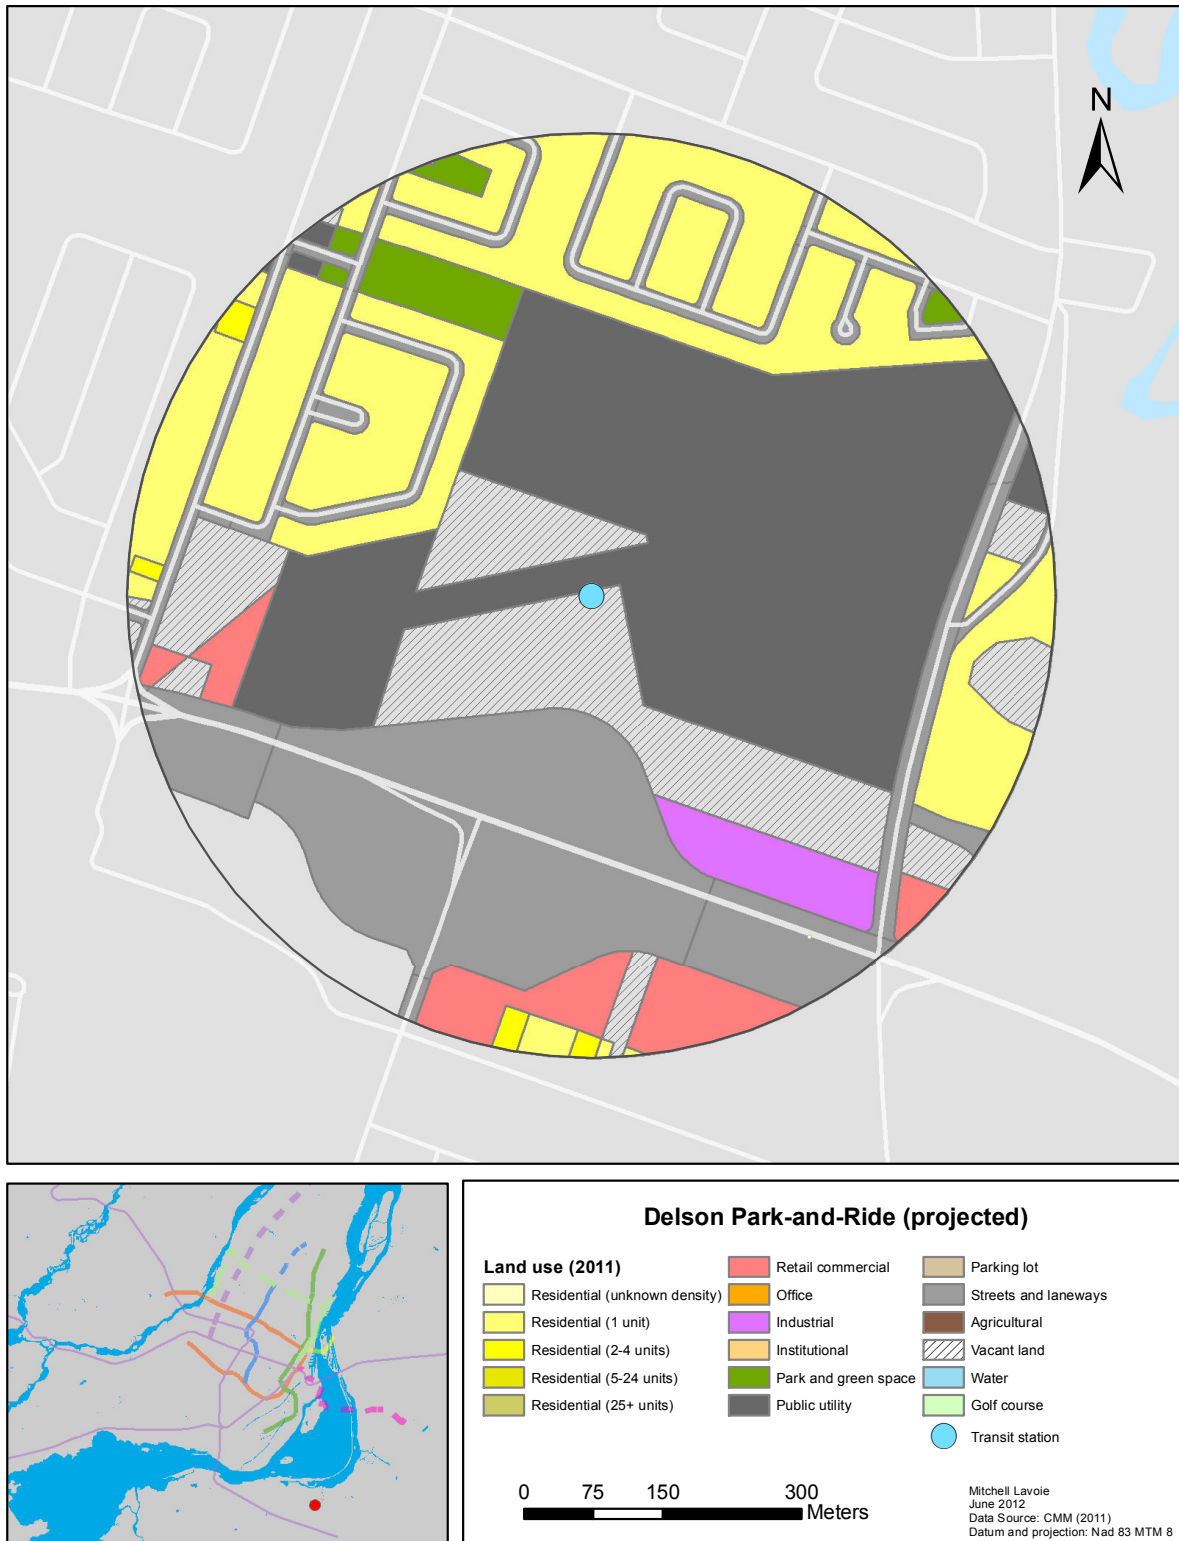 N
Delson Park-and-Ride (projected)
Land use (2011)
Residential (unknown density)
Residential (1 unit)
Residential (2-4 units)
Residential (5-24 units)
Residential (25+ units)
Retail commercial
Office
Industrial
Institutional
Park and green space
Public utility
Parking lot
Streets and laneways
Agricultural
Vacant land
Water
Golf course
Transit station
0 75 150 300
Meters
Mitchell Lavoie
June 2012
Data Source: CMM (2011)
Datum and projection: Nad 83 MTM 8